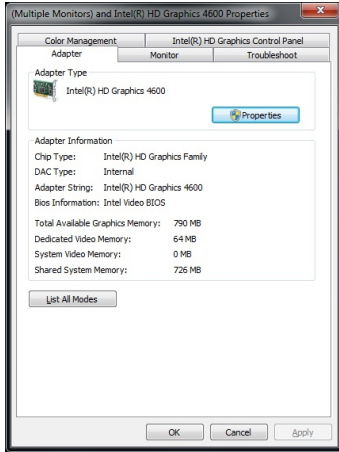 (Multiple Monitors) and Intel(R) HD Graphics 4600 Properties
Color Management
Intel(R) HD Graphics Control Panel
Adapter
Monitor
Troubleshoot
Adapter Type
Intel(R) HD Graphics 4600
Properties
Adapter Information
Chip Type: Intel(R) HD Graphics Family
DAC Type: Internal
Adapter String: Intel(R) HD Graphics 4600
Bios Information: Intel Video BIOS
Total Available Graphics Memory: 790 MB
Dedicated Video Memory: 64 MB
System Video Memory: 0 MB
Shared System Memory: 726 MB
List All Modes
OK
Cancel
Apply